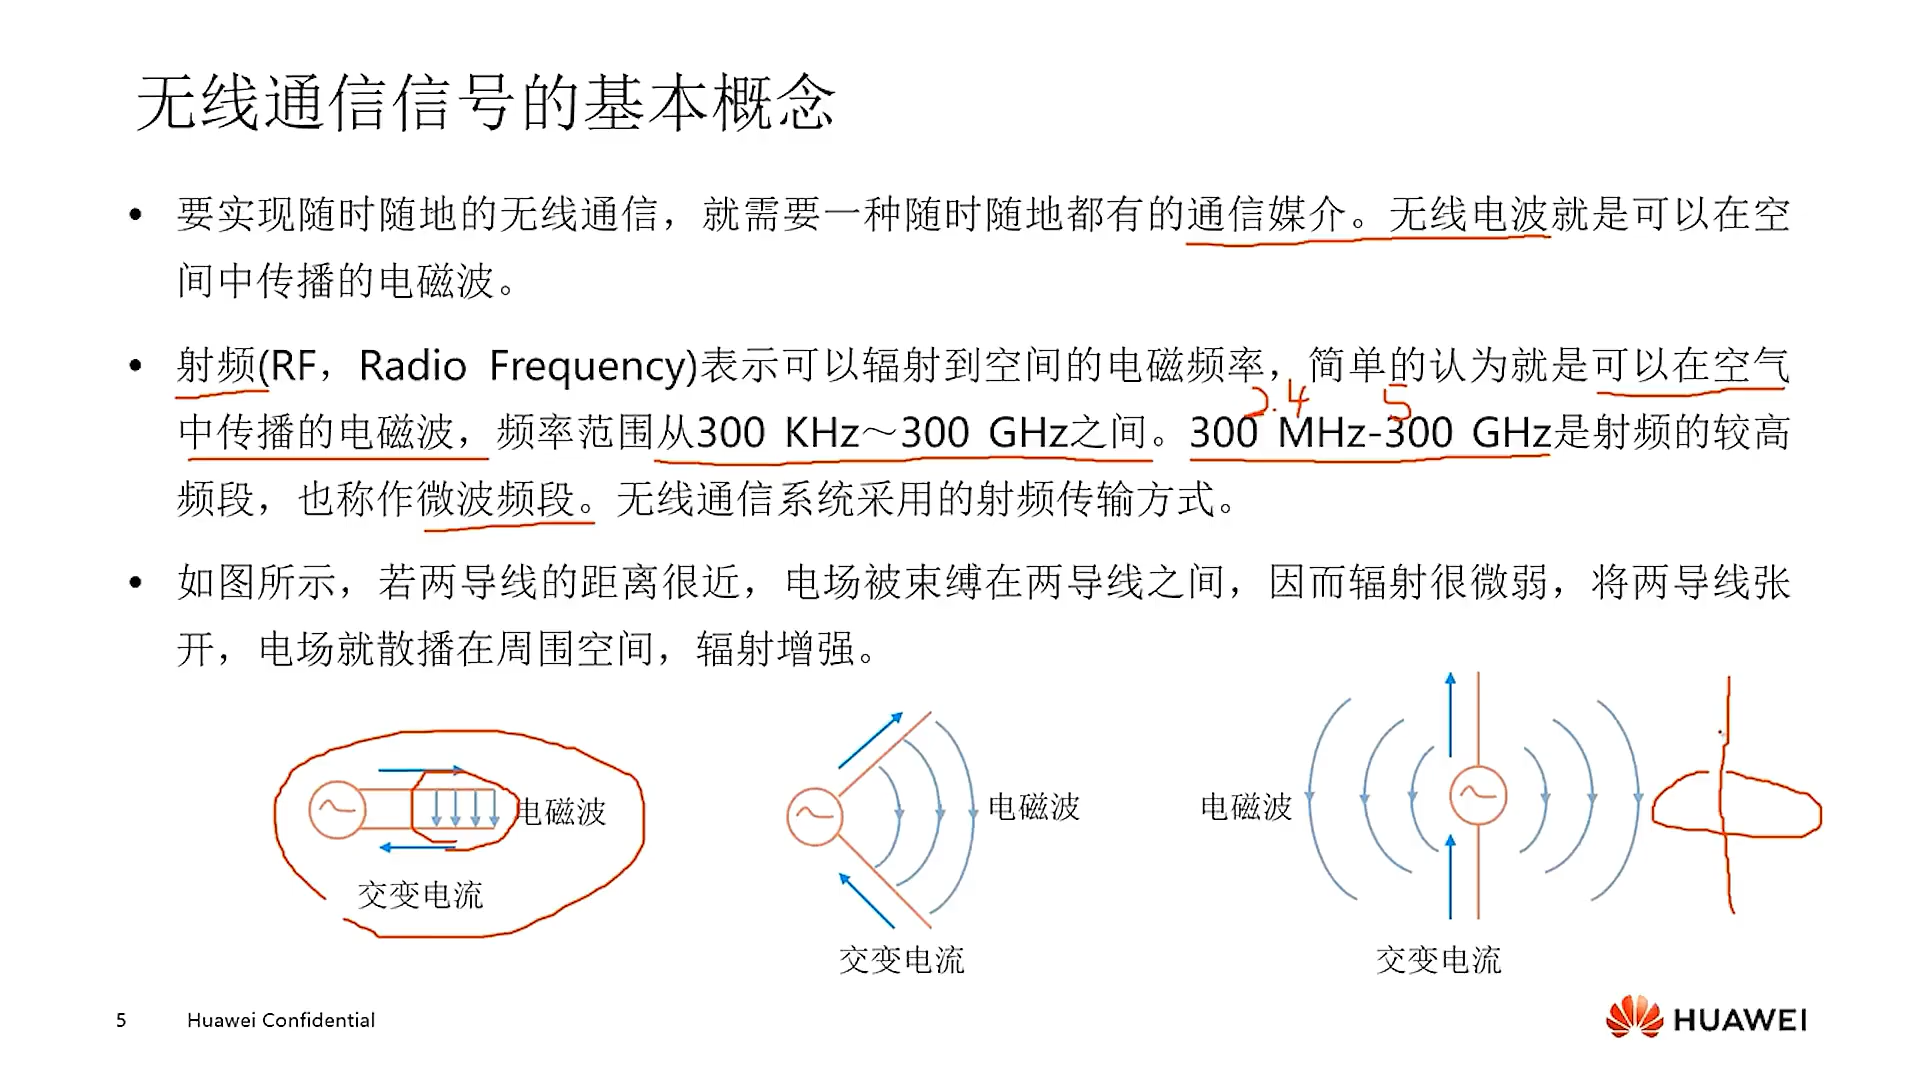 无线通信信号的基本概念
• 要实现随时随地的无线通信，就需要一种随时随地都有的通信媒介。无线电波就是可以在空
间中传播的电磁波。
• 射频(RF，Radio Frequency)表示可以辐射到空间的电磁频率，简单的认为就是可以在空气
2.4 5
中传播的电磁波，频率范围从300 KHz～300 GHz之间。300 MHz-300 GHz是射频的较高
频段，也称作微波频段。无线通信系统采用的射频传输方式。
• 如图所示，若两导线的距离很近，电场被束缚在两导线之间，因而辐射很微弱，将两导线张
开，电场就散播在周围空间，辐射增强。
电磁波
交变电流
电磁波
交变电流
电磁波
交变电流
5 Huawei Confidential
HUAWEI